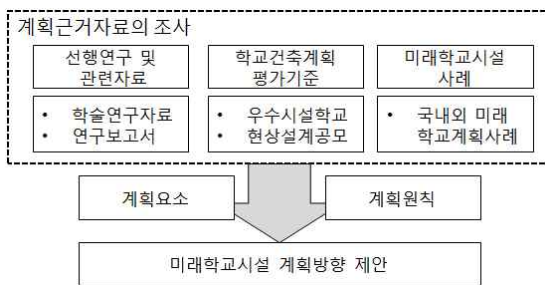 계획근거자료의 조사
선행연구 및
관련자료
학교건축계획
평가기준
미래학교시설
사례
• 학술연구자료
• 연구보고서
• 우수시설학교
• 현상설계공모
• 국내외 미래
학교계획사례
계획요소
계획원칙
미래학교시설 계획방향 제안